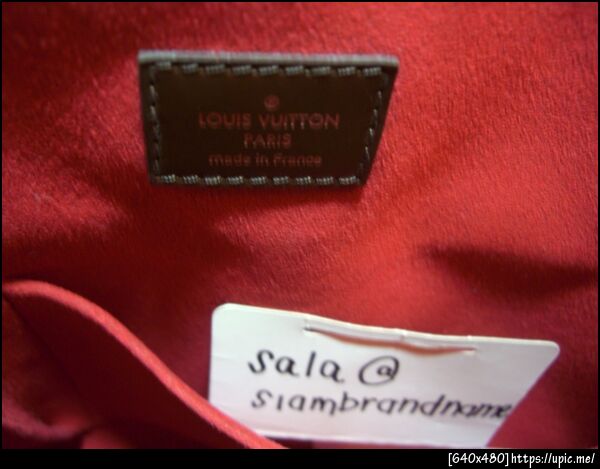 ®
LOUIS VUITTON
PARIS
made in France
sala @
siambrandname
[640x480]https://upic.me/